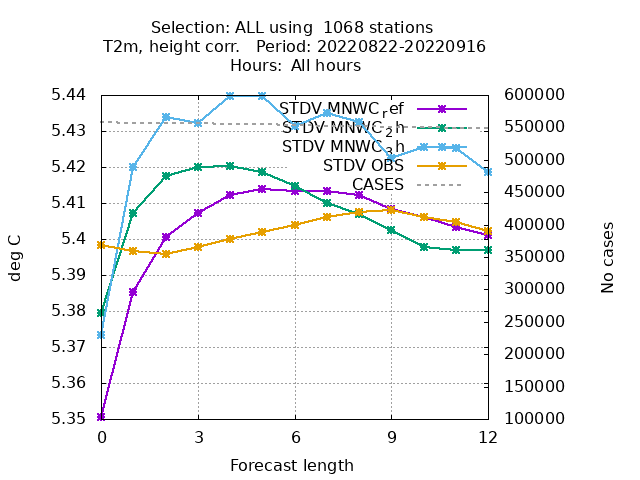 Selection: ALL using  1068 stations
T2m, height corr.   Period: 20220822-20220916
Hours:  All hours
5.44
5.43
5.42
5.41
5.4
5.39
5.38
5.37
5.36
5.35
deg C
STDV MNWC_ref
STDV MNWC_2h
STDV MNWC_3h
STDV OBS
CASES
600000
550000
500000
450000
400000
350000
300000
250000
200000
150000
100000
No cases
0 3 6 9 12
Forecast length